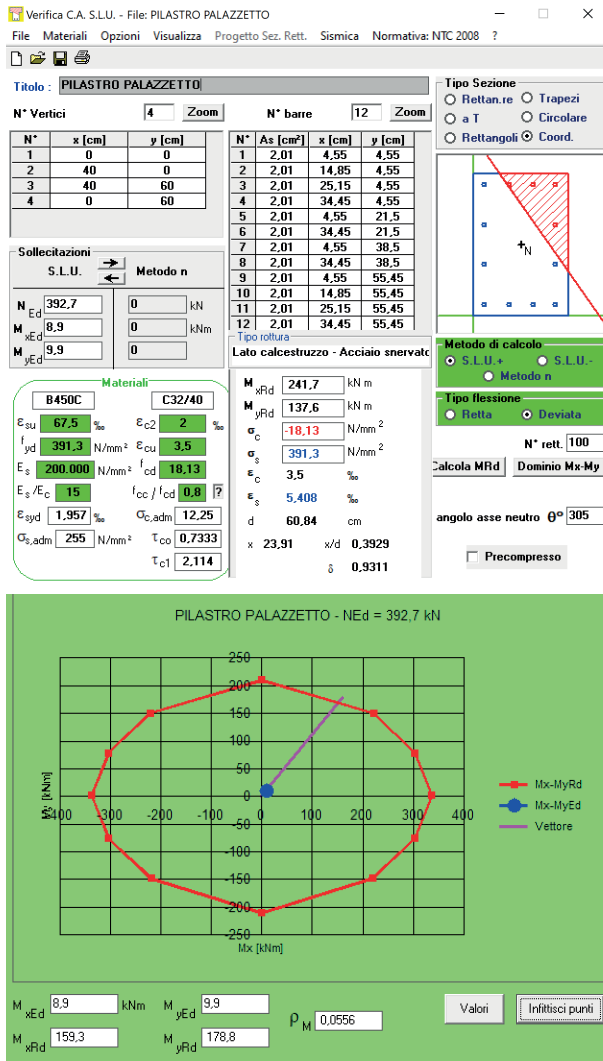 Verifica C.A. S.L.U. - File: PILASTRO PALAZZETTO
File Materiali Opzioni Visualizza Progetto Sez. Rett. Sismica Normativa: NTC 2008 ?
Titolo : PILASTRO PALAZZETTO
N° Vertici 4 Zoom N° barre 12 Zoom
N° x [cm] y [cm]
1 0 0
2 40 0
3 40 60
4 0 60
N° As [cm²] x [cm] y [cm]
1 2,01 4,55 4,55
2 2,01 14,85 4,55
3 2,01 25,15 4,55
4 2,01 34,45 4,55
5 2,01 4,55 21,5
6 2,01 34,45 21,5
7 2,01 4,55 38,5
8 2,01 34,45 38,5
9 2,01 4,55 55,45
10 2,01 14,85 55,45
11 2,01 25,15 55,45
12 2,01 34,45 55,45
Tipo Sezione
Rettan.re Trapezi
a T Circolare
Rettangoli Coord.
N
Sollecitazioni
S.L.U. Metodo n
N Ed 392,7 0 kN
M xEd 8,9 0 kNm
M yEd 9,9 0
Tipo rottura
Lato calcestruzzo - Acciaio snervato
Metodo di calcolo
S.L.U.+ S.L.U.-
Metodo n
Tipo flessione
Retta Deviata
N° rett. 100
Calcola MRd Dominio Mx-My
angolo asse neutro θ° 305
Precompresso
Materiali
B450C C32/40
εsu 67,5 ‰ εc2 2 ‰
fyd 391,3 N/mm² εcu 3,5
Es 200.000 N/mm² fcd 18,13
Es/Ec 15 fcc / fcd 0,8 ?
εsyd 1,957 ‰ σc,adm 12,25
σs,adm 255 N/mm² τco 0,7333
τc1 2,114
M xRd 241,7 kN m
M yRd 137,6 kN m
σc -18,13 N/mm²
σs 391,3 N/mm²
εc 3,5 ‰
εs 5,408 ‰
d 60,84 cm
x 23,91 x/d 0,3929
δ 0,9311
PILASTRO PALAZZETTO - NEd = 392,7 kN
250
200
150
100
50
0
-50
-100
-150
-200
-250
-400 -300 -200 -100 0 100 200 300 400
My [kNm]
Mx [kNm]
Mx-MyRd
Mx-MyEd
Vettore
M xEd 8,9 kNm M yEd 9,9
M xRd 159,3 M yRd 178,8
ρ M 0,0556
Valori Infittisci punti